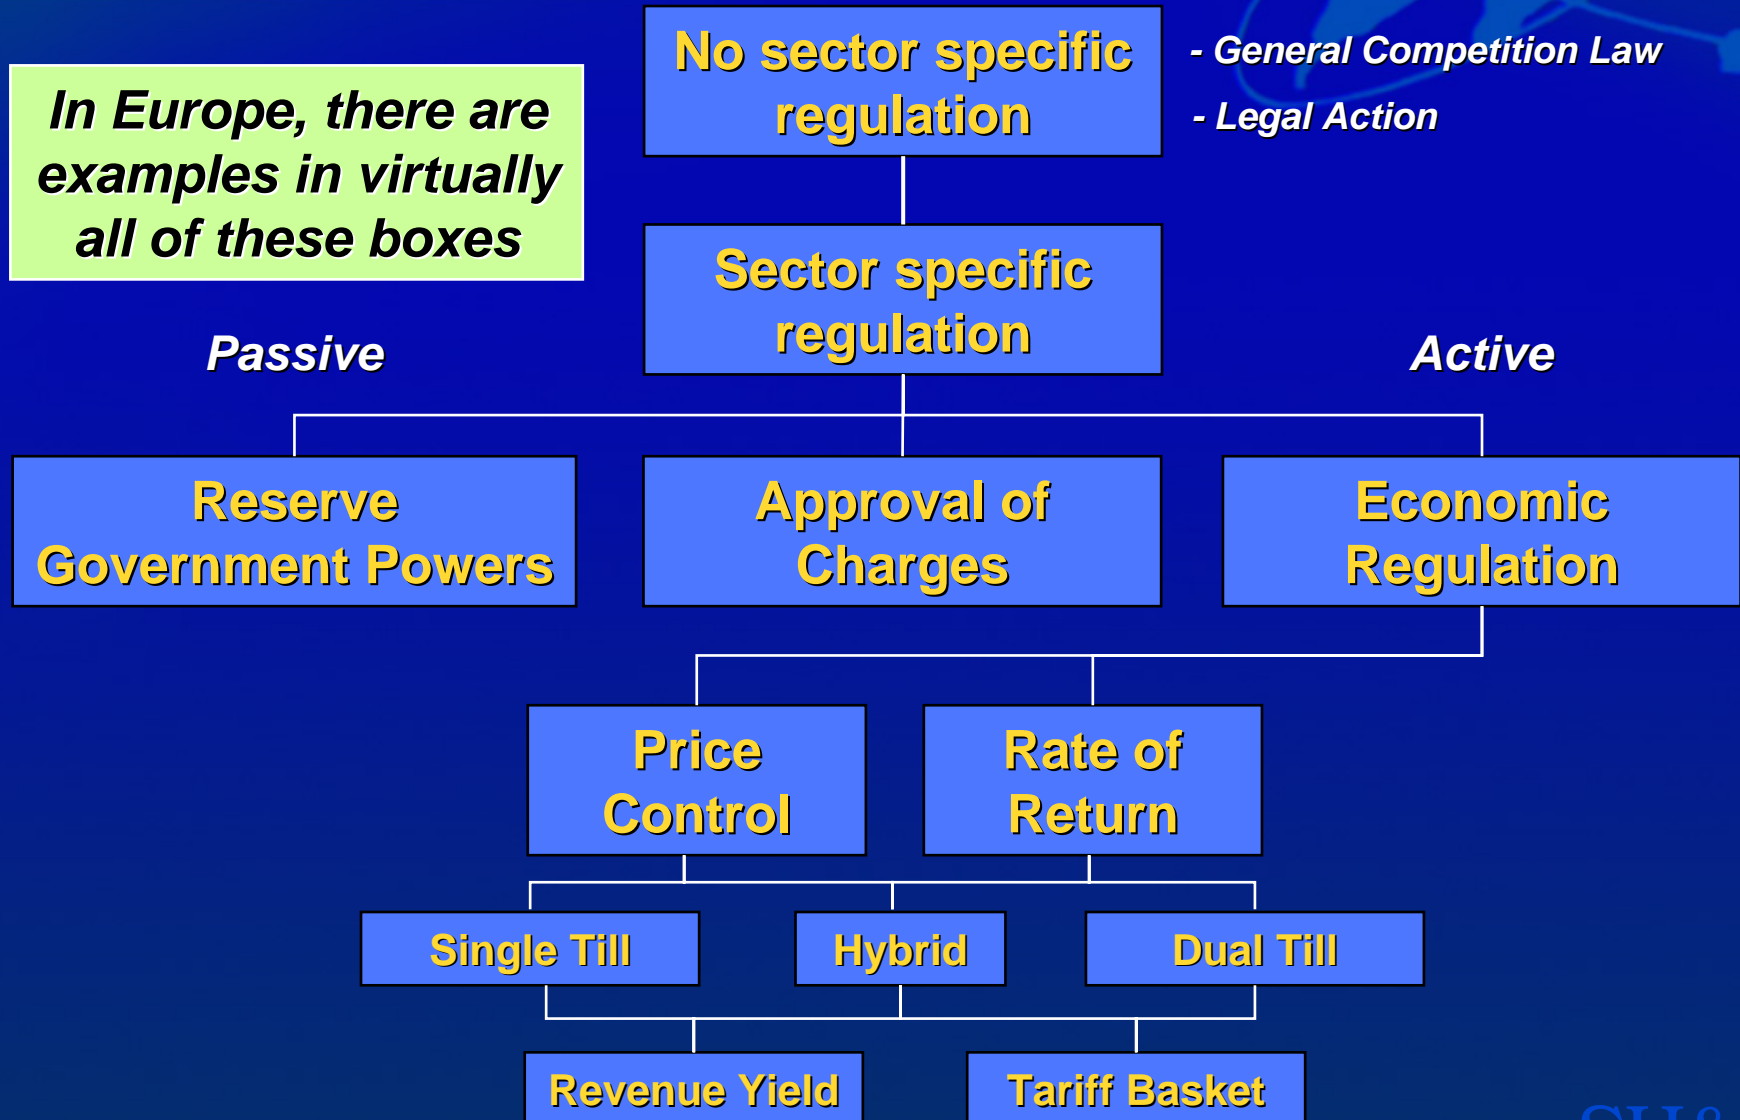 No sector specific
regulation
- General Competition Law
- Legal Action
In Europe, there are
examples in virtually
all of these boxes
Sector specific
regulation
Passive
Active
Reserve
Government Powers
Approval of
Charges
Economic
Regulation
Price
Control
Rate of
Return
Single Till
Hybrid
Dual Till
Revenue Yield
Tariff Basket